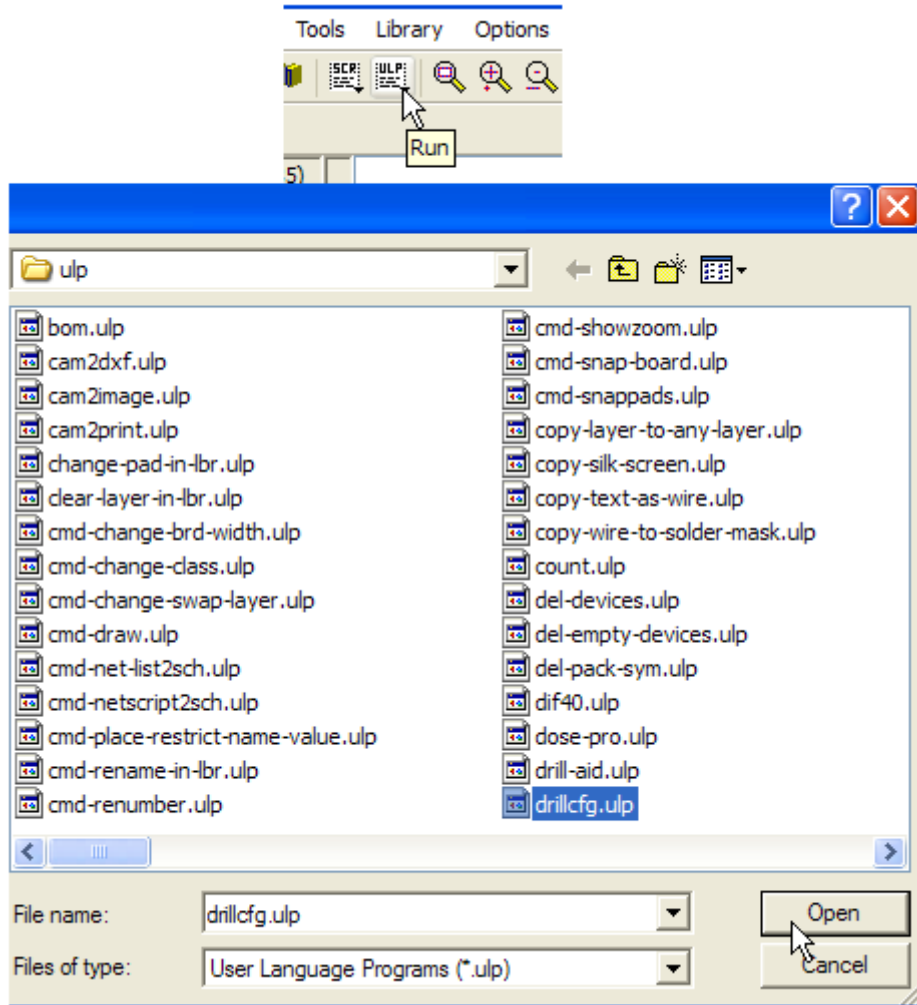 Tools Library Options
SCR ULP
Run
5)
ulp
bom.ulp
cam2dxf.ulp
cam2image.ulp
cam2print.ulp
change-pad-in-lbr.ulp
clear-layer-in-lbr.ulp
cmd-change-brd-width.ulp
cmd-change-class.ulp
cmd-change-swap-layer.ulp
cmd-draw.ulp
cmd-net-list2sch.ulp
cmd-netscript2sch.ulp
cmd-place-restrict-name-value.ulp
cmd-rename-in-lbr.ulp
cmd-renumber.ulp
cmd-showzoom.ulp
cmd-snap-board.ulp
cmd-snappads.ulp
copy-layer-to-any-layer.ulp
copy-silk-screen.ulp
copy-text-as-wire.ulp
copy-wire-to-solder-mask.ulp
count.ulp
del-devices.ulp
del-empty-devices.ulp
del-pack-sym.ulp
dif40.ulp
dose-pro.ulp
drill-aid.ulp
drillcfg.ulp
File name: drillcfg.ulp Open
Files of type: User Language Programs (*.ulp) Cancel